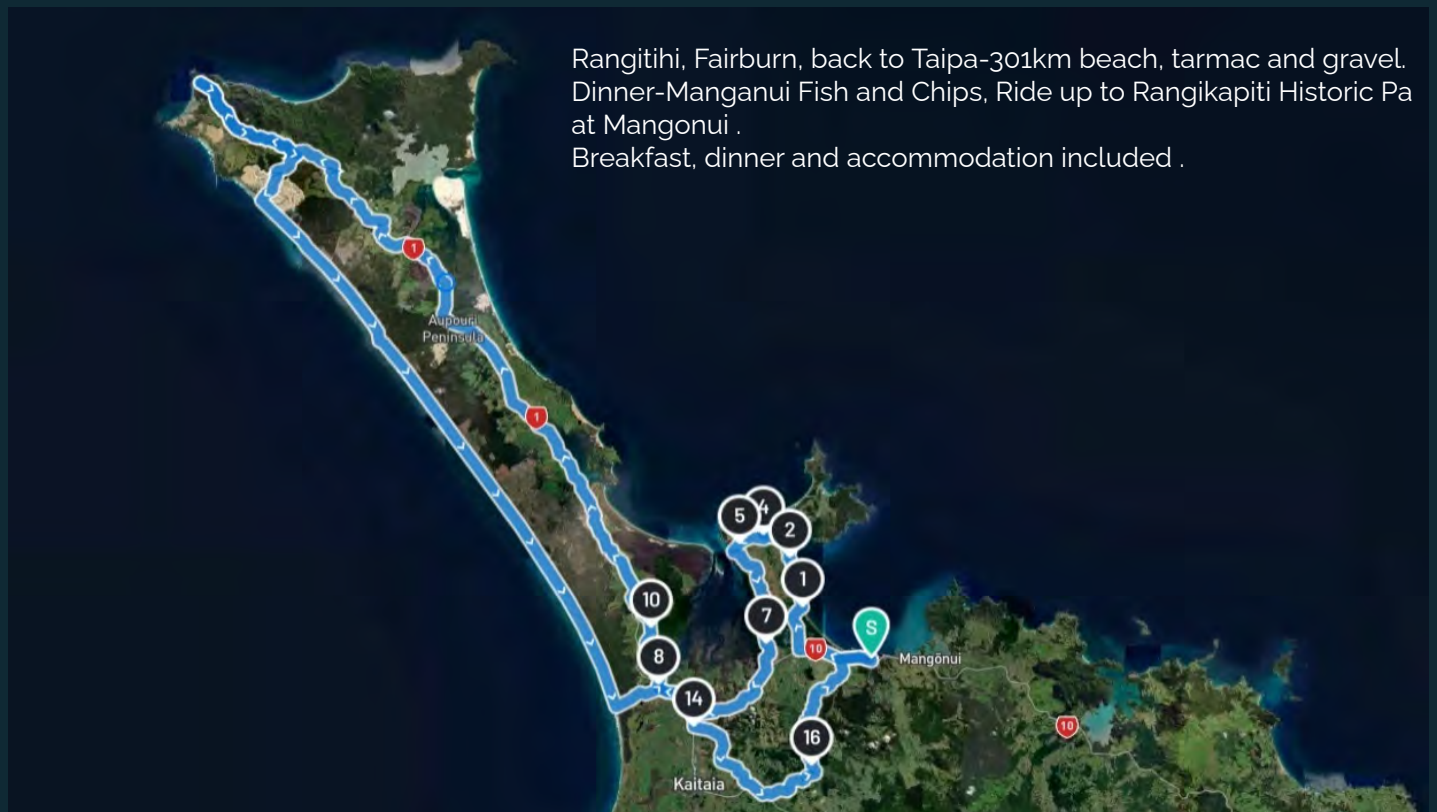 Rangitihi, Fairburn, back to Taipa-301km beach, tarmac and gravel.
Dinner-Manganui Fish and Chips, Ride up to Rangikapiti Historic Pa
at Mangonui .
Breakfast, dinner and accommodation included .
1
Aupouri
Peninsula
1
5
4
2
1
10
7
S
8
10
Mangōnui
14
10
16
Kaitaia